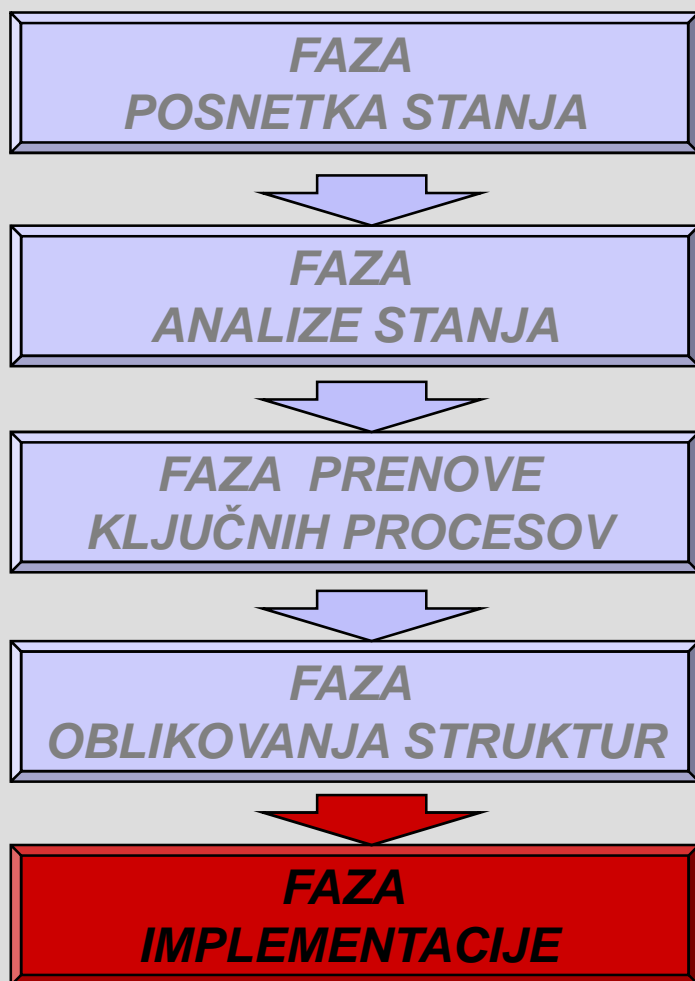 FAZA
POSNETKA STANJA
FAZA
ANALIZE STANJA
FAZA PRENOVE
KLJUČNIH PROCESOV
FAZA
OBLIKOVANJA STRUKTUR
FAZA
IMPLEMENTACIJE